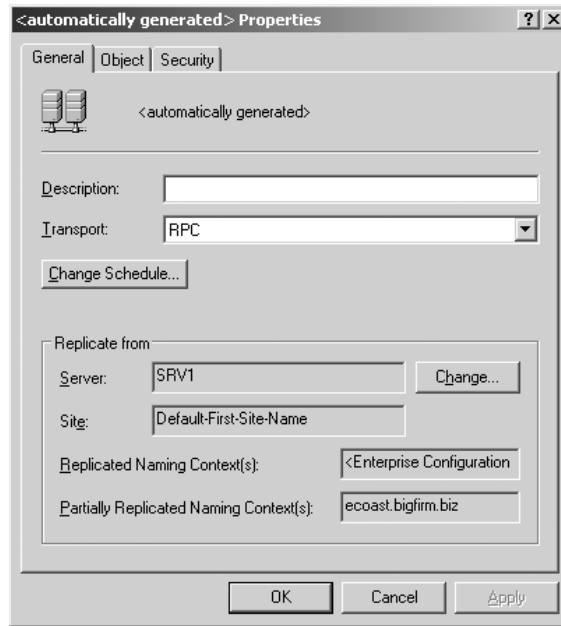 <automatically generated> Properties
General Object Security
<automatically generated>
Description:
Transport: RPC
Change Schedule...
Replicate from
Server: SRV1 Change...
Site: Default-First-Site-Name
Replicated Naming Context(s): <Enterprise Configuration
Partially Replicated Naming Context(s): ecoast.bigfirm.biz
OK Cancel Apply